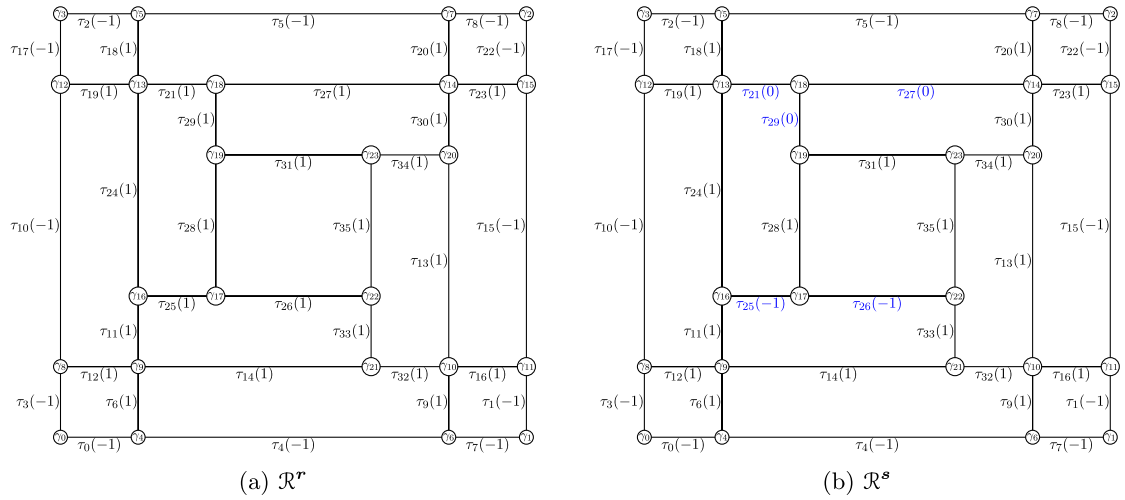 γ3 τ2(−1) γ5 τ5(−1) γ7 τ8(−1) γ2
τ17(−1) τ18(1) τ20(1) τ22(−1)
γ12 τ19(1) γ13 τ21(1) γ18 τ27(1) γ14 τ23(1) γ15
τ29(1) τ30(1)
γ19 τ31(1) γ23 τ34(1) γ20
τ24(1)
τ10(−1) τ28(1) τ35(1) τ15(−1)
τ13(1)
γ16 τ25(1) γ17 τ26(1) γ22
τ11(1) τ33(1)
γ8 τ12(1) γ9 τ14(1) γ21 τ32(1) γ10 τ16(1) γ11
τ3(−1) τ6(1) τ9(1) τ1(−1)
γ0 τ0(−1) γ4 τ4(−1) γ6 τ7(−1) γ1
(a) ℛ^r
γ3 τ2(−1) γ5 τ5(−1) γ7 τ8(−1) γ2
τ17(−1) τ18(1) τ20(1) τ22(−1)
γ12 τ19(1) γ13 τ21(0) γ18 τ27(0) γ14 τ23(1) γ15
τ29(0) τ30(1)
γ19 τ31(1) γ23 τ34(1) γ20
τ24(1)
τ10(−1) τ28(1) τ35(1) τ15(−1)
τ13(1)
γ16 τ25(−1) γ17 τ26(−1) γ22
τ11(1) τ33(1)
γ8 τ12(1) γ9 τ14(1) γ21 τ32(1) γ10 τ16(1) γ11
τ3(−1) τ6(1) τ9(1) τ1(−1)
γ0 τ0(−1) γ4 τ4(−1) γ6 τ7(−1) γ1
(b) ℛ^s